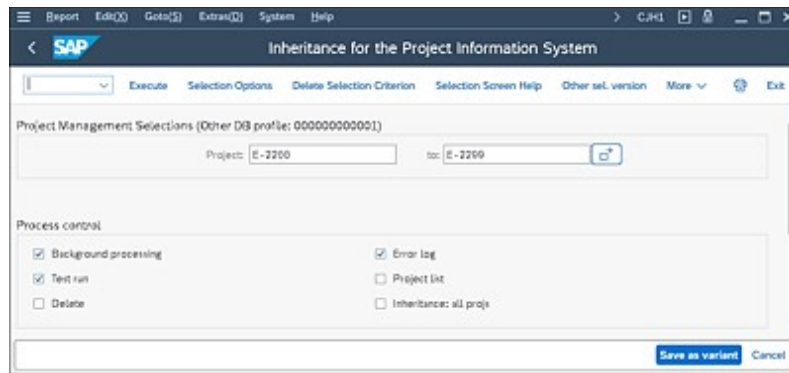 Report Edit(X) Goto(S) Extras(D) System Help CJH1
SAP Inheritance for the Project Information System
Execute Selection Options Delete Selection Criterion Selection Screen Help Other sel. version More Exit
Project Management Selections (Other DB profile: 000000000001)
Project: E-2200 to: E-2299
Process control
Background processing Error log
Test run Project list
Delete Inheritance: all projs
Save as variant Cancel